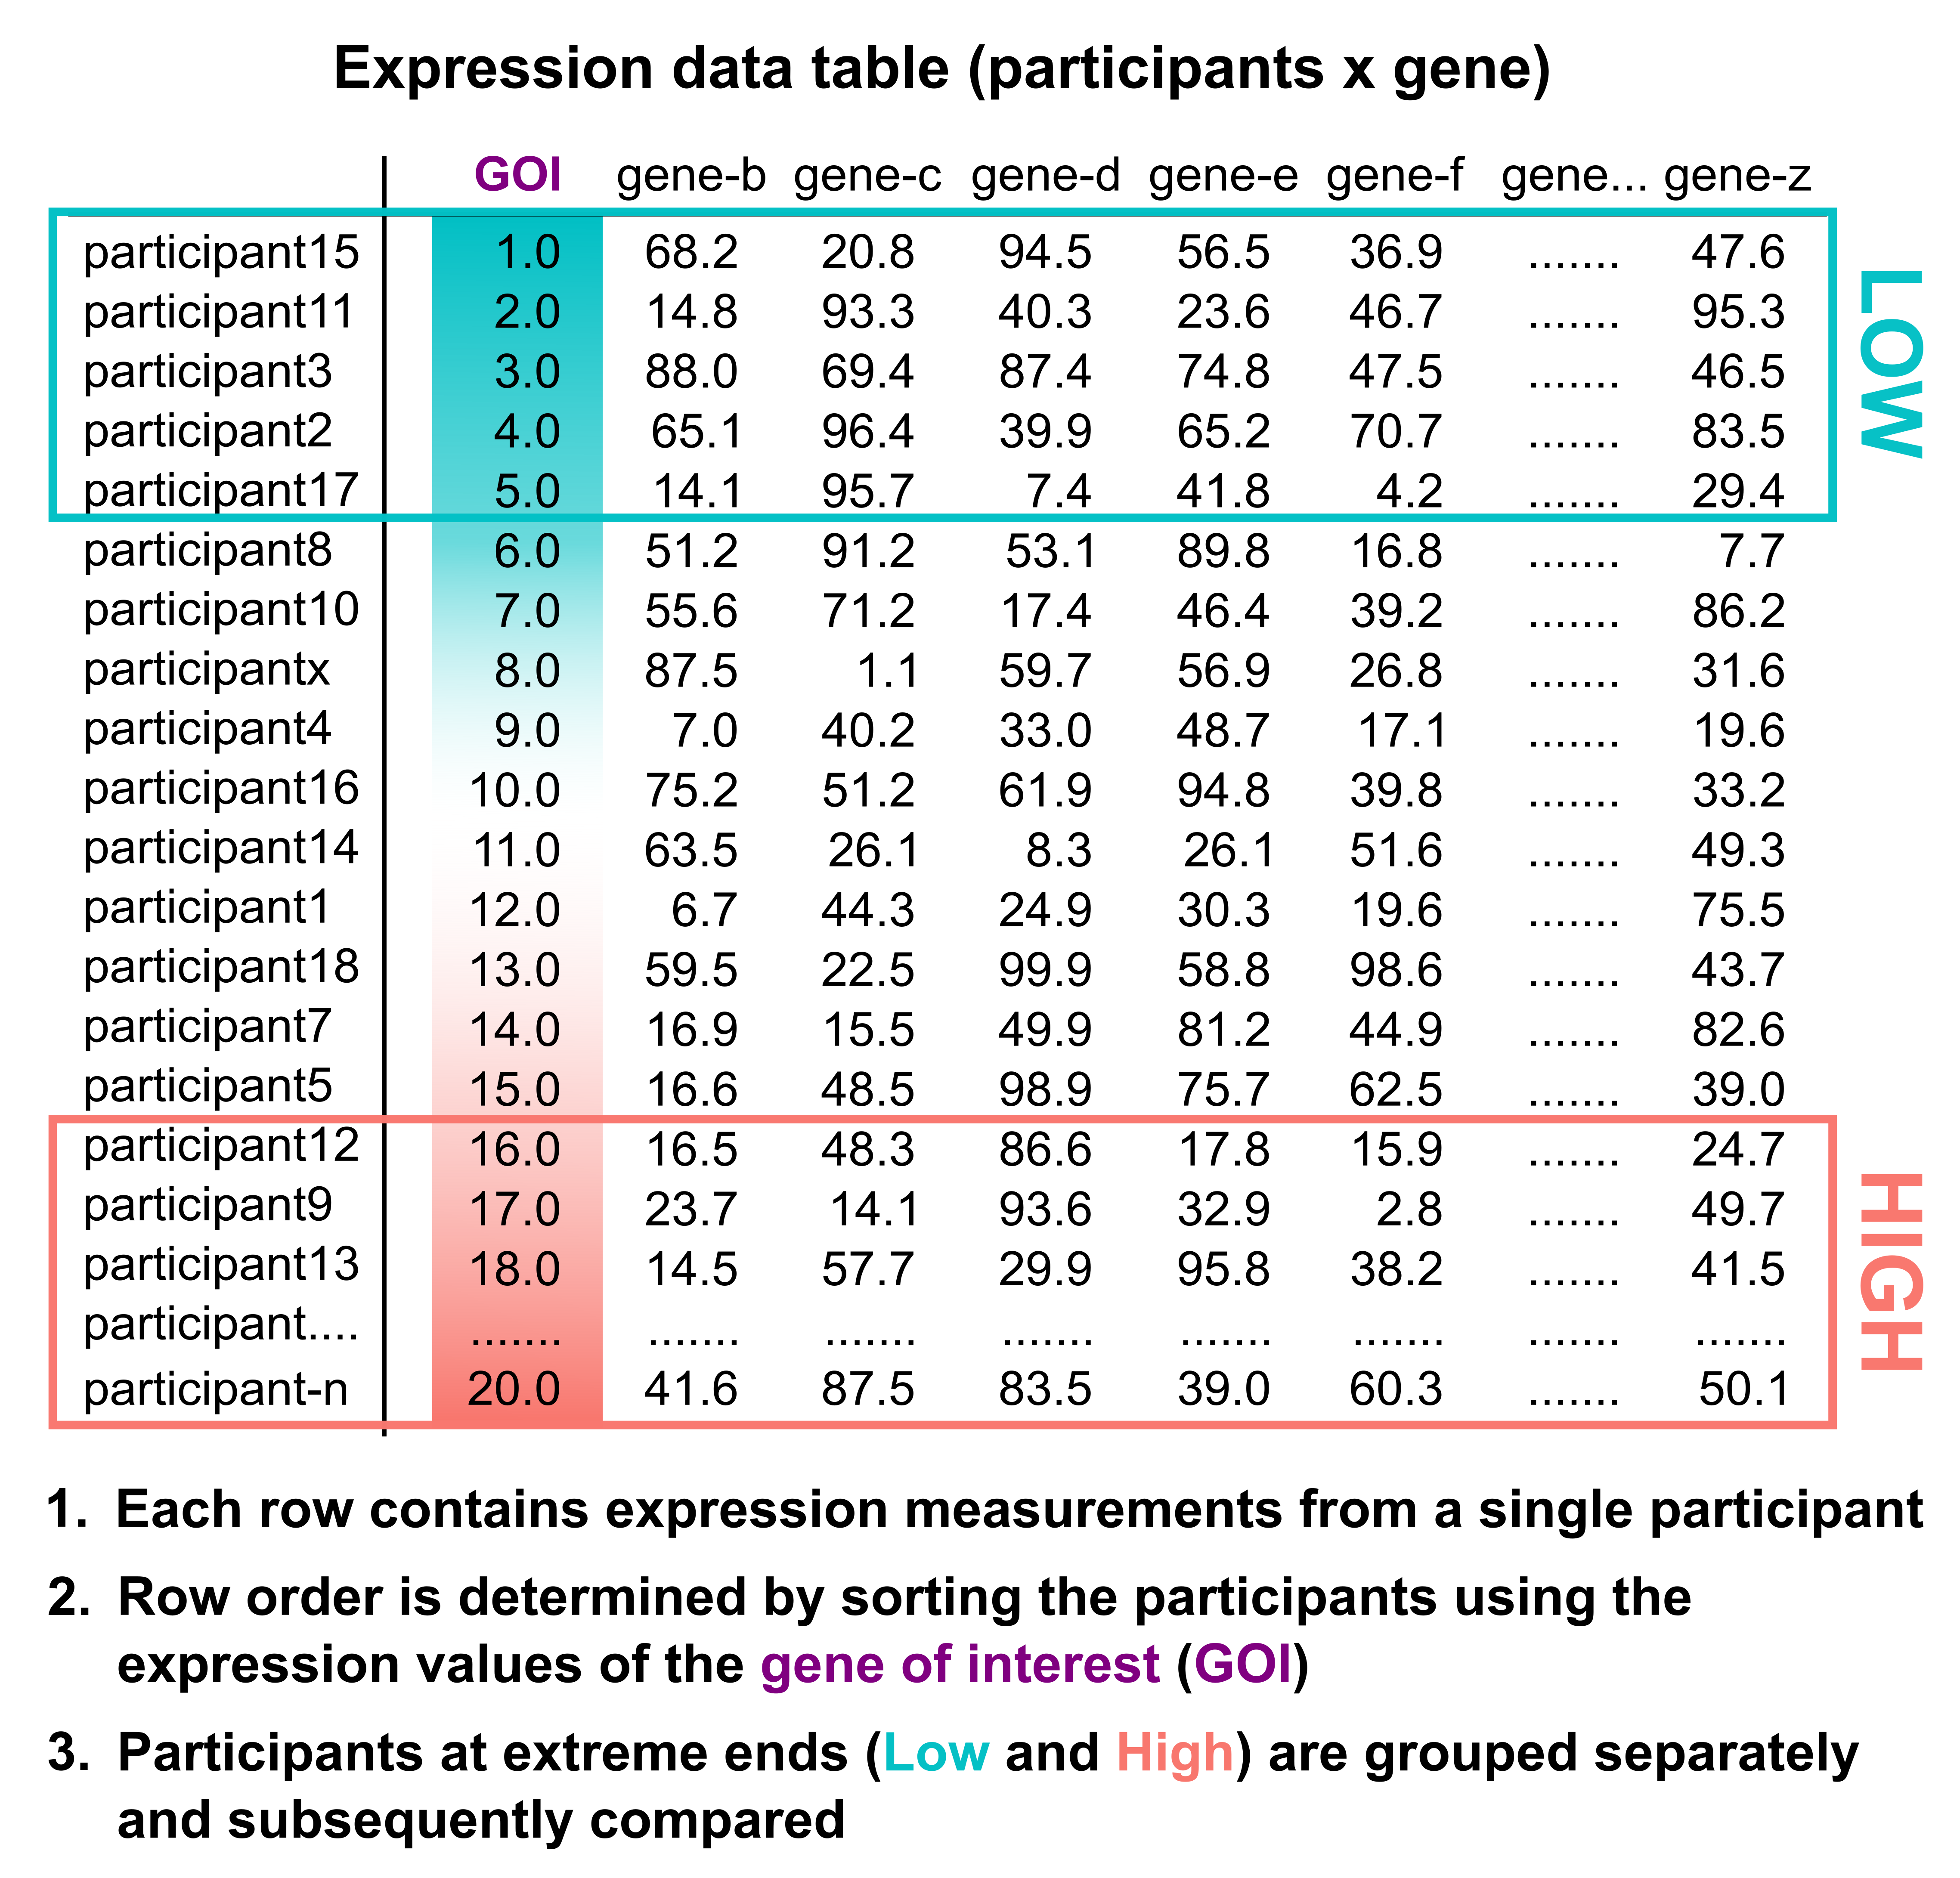 Expression data table (participants x gene)
GOI gene-b gene-c gene-d gene-e gene-f gene... gene-z
participant15 1.0 68.2 20.8 94.5 56.5 36.9 ....... 47.6
participant11 2.0 14.8 93.3 40.3 23.6 46.7 ....... 95.3
participant3 3.0 88.0 69.4 87.4 74.8 47.5 ....... 46.5
participant2 4.0 65.1 96.4 39.9 65.2 70.7 ....... 83.5
participant17 5.0 14.1 95.7 7.4 41.8 4.2 ....... 29.4
LOW
participant8 6.0 51.2 91.2 53.1 89.8 16.8 ....... 7.7
participant10 7.0 55.6 71.2 17.4 46.4 39.2 ....... 86.2
participantx 8.0 87.5 1.1 59.7 56.9 26.8 ....... 31.6
participant4 9.0 7.0 40.2 33.0 48.7 17.1 ....... 19.6
participant16 10.0 75.2 51.2 61.9 94.8 39.8 ....... 33.2
participant14 11.0 63.5 26.1 8.3 26.1 51.6 ....... 49.3
participant1 12.0 6.7 44.3 24.9 30.3 19.6 ....... 75.5
participant18 13.0 59.5 22.5 99.9 58.8 98.6 ....... 43.7
participant7 14.0 16.9 15.5 49.9 81.2 44.9 ....... 82.6
participant5 15.0 16.6 48.5 98.9 75.7 62.5 ....... 39.0
participant12 16.0 16.5 48.3 86.6 17.8 15.9 ....... 24.7
participant9 17.0 23.7 14.1 93.6 32.9 2.8 ....... 49.7
participant13 18.0 14.5 57.7 29.9 95.8 38.2 ....... 41.5
participant.... ....... ....... ....... ....... ....... ....... ....... .......
participant-n 20.0 41.6 87.5 83.5 39.0 60.3 ....... 50.1
HIGH
1. Each row contains expression measurements from a single participant
2. Row order is determined by sorting the participants using the
expression values of the gene of interest (GOI)
3. Participants at extreme ends (Low and High) are grouped separately
and subsequently compared